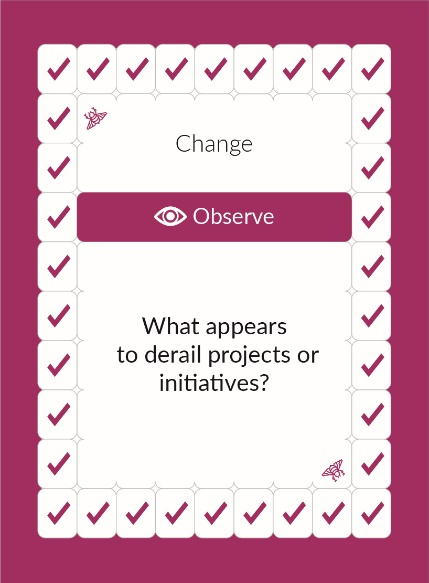 Change
Observe
What appears
to derail projects or
initiatives?